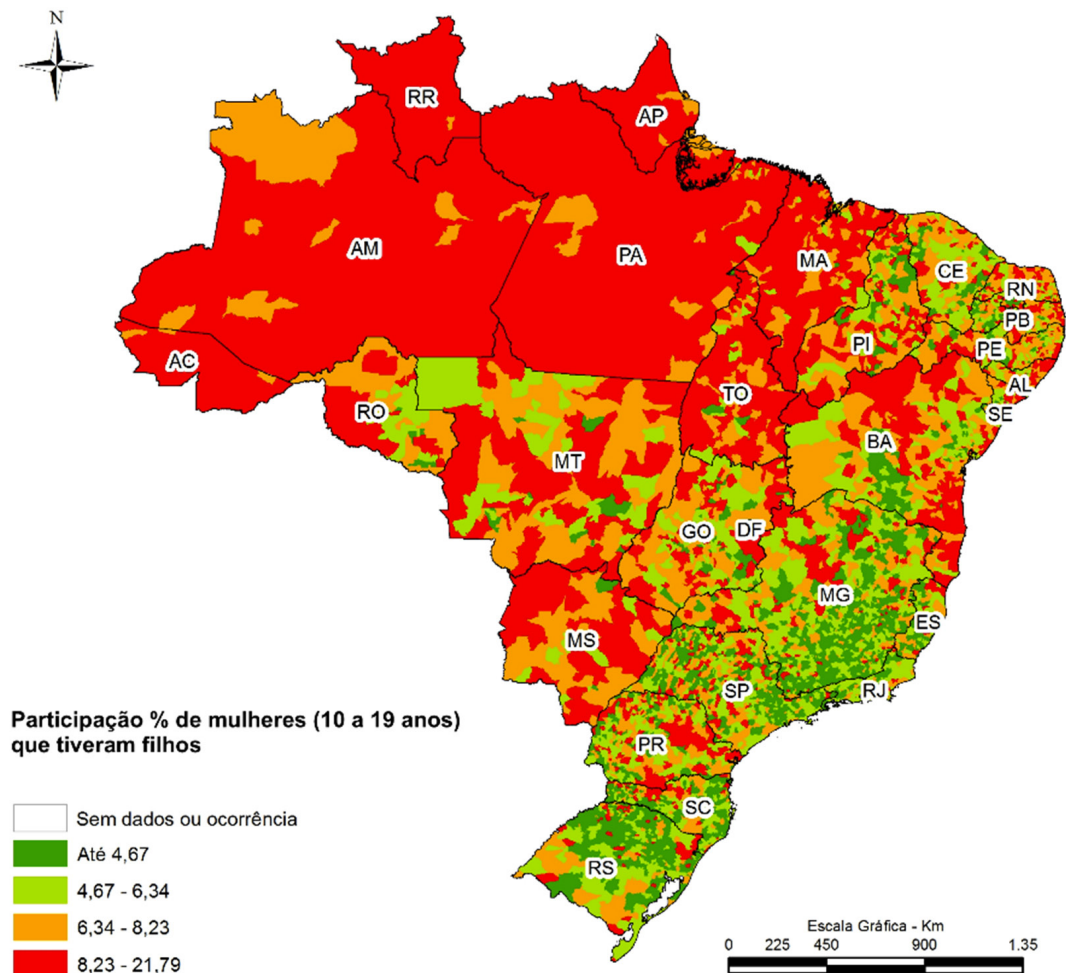 N
RR
AP
AM
PA
MA
CE
RN
PB
PI
PE
AC
AL
TO
SE
RO
BA
MT
GO
DF
MG
ES
MS
SP
RJ
PR
SC
RS
Participação % de mulheres (10 a 19 anos)
que tiveram filhos
Sem dados ou ocorrência
Até 4,67
4,67 - 6,34
6,34 - 8,23
8,23 - 21,79
Escala Gráfica - Km
0 225 450 900 1.35